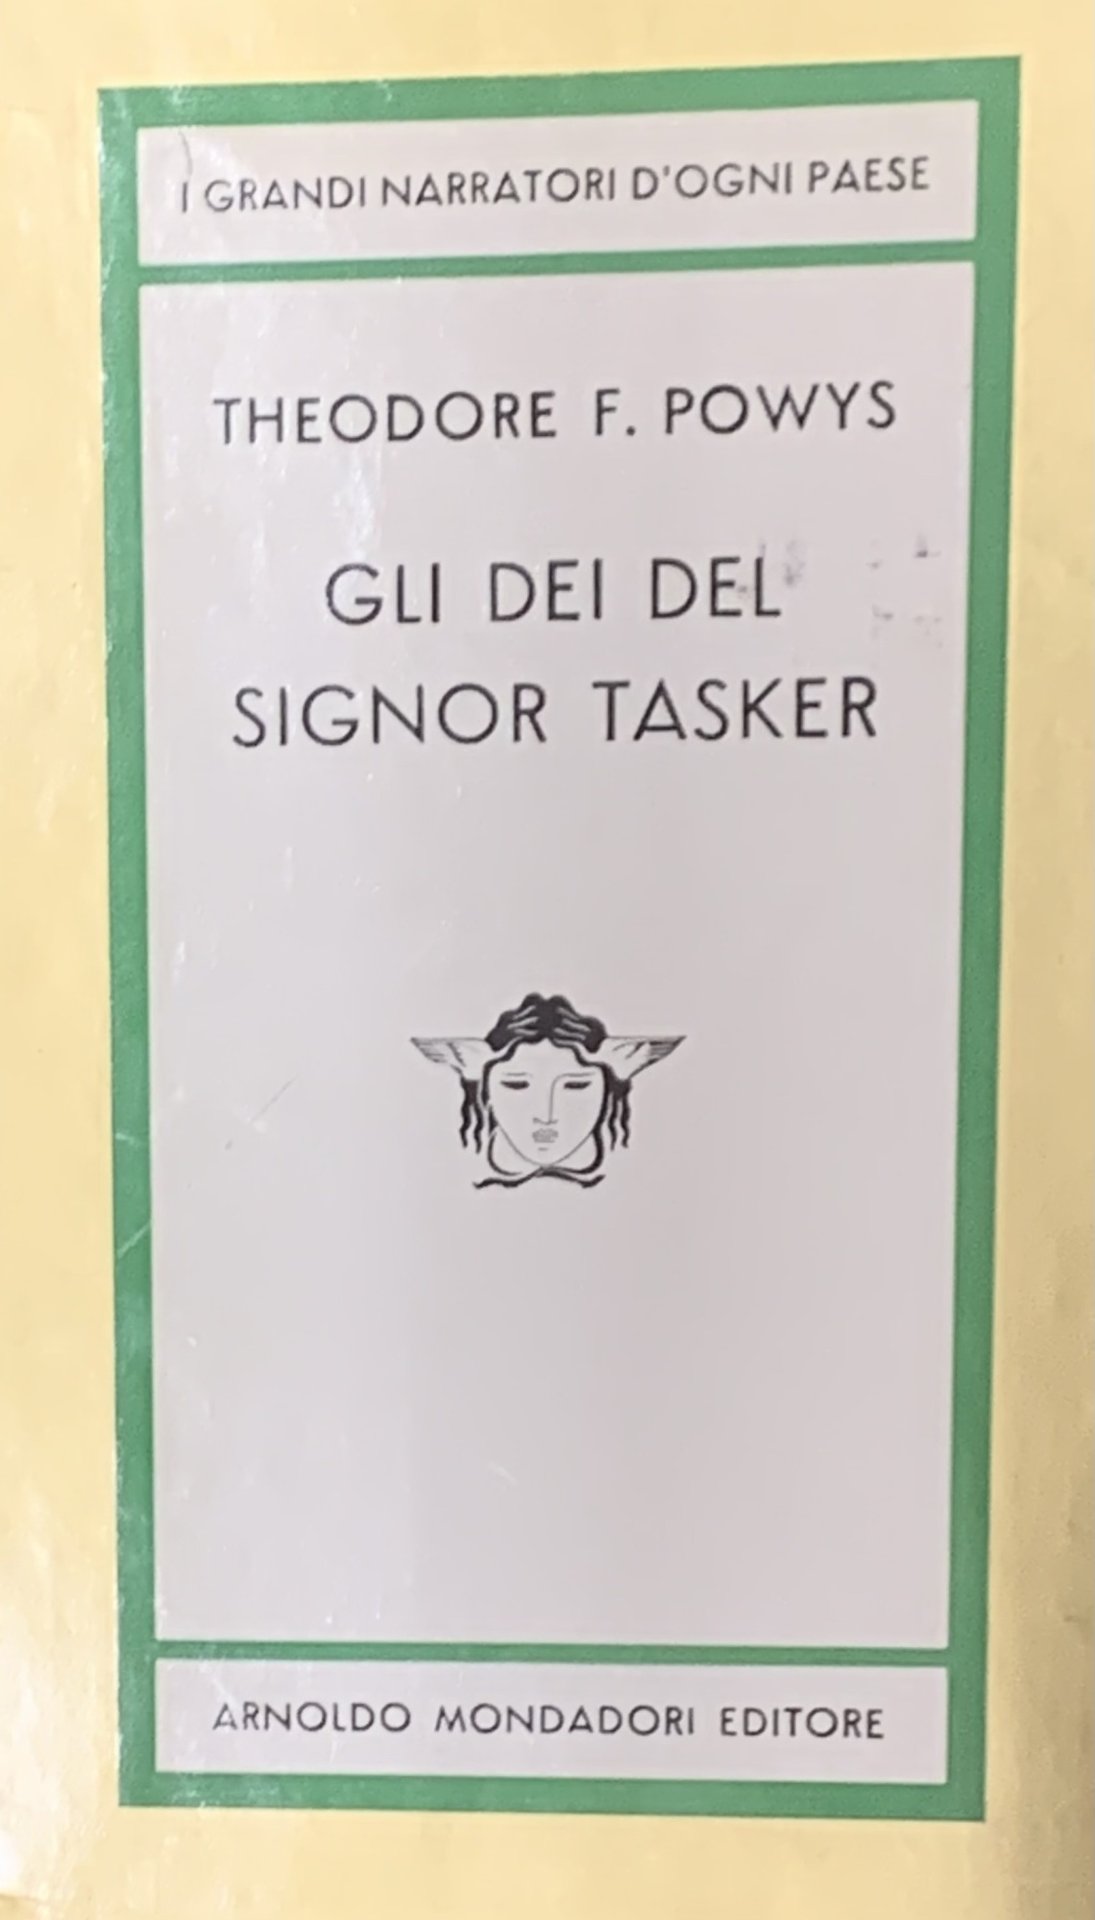 I GRANDI NARRATORI D'OGNI PAESE
THEODORE F. POWYS
GLI DEI DEL
SIGNOR TASKER
ARNOLDO MONDADORI EDITORE